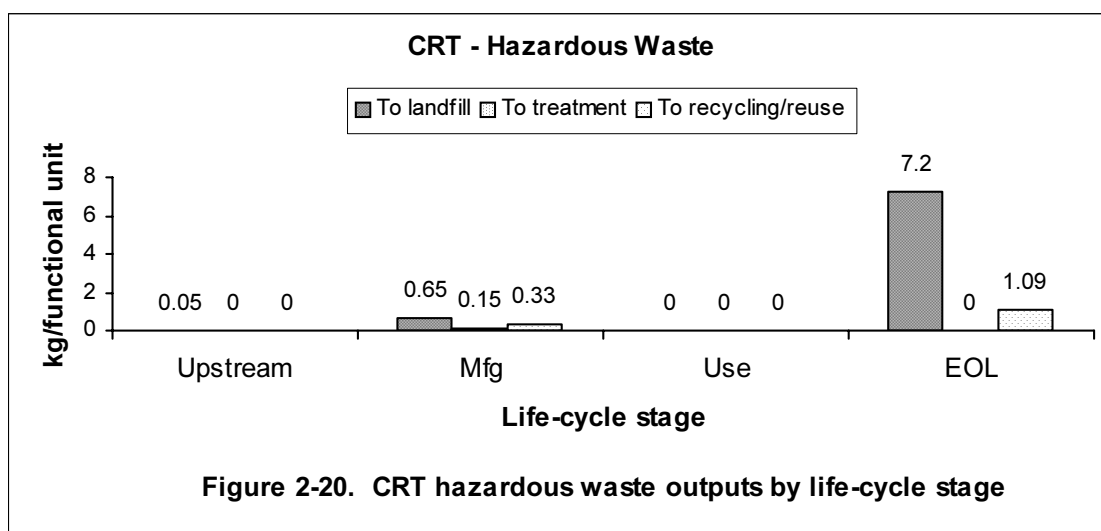 CRT - Hazardous Waste
To landfill To treatment To recycling/reuse
kg/functional unit
8
6
4
2
0
0.05 0 0
0.65 0.15 0.33
0 0 0
7.2 0 1.09
Upstream Mfg Use EOL
Life-cycle stage
Figure 2-20. CRT hazardous waste outputs by life-cycle stage